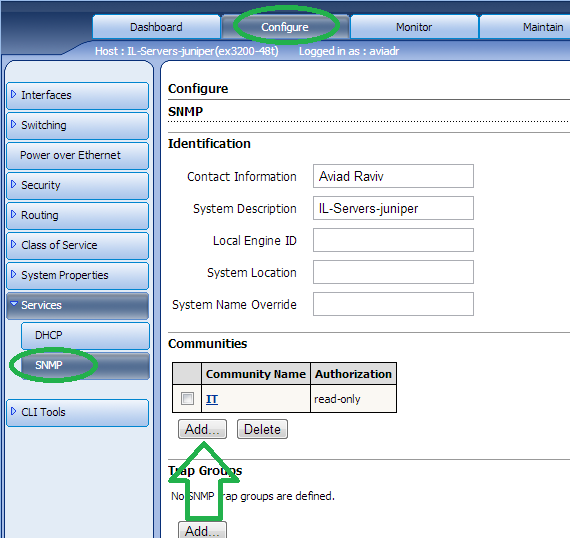 Dashboard Configure Monitor Maintain
Host : IL-Servers-juniper(ex3200-48t) Logged in as : aviadr
Interfaces
Switching
Power over Ethernet
Security
Routing
Class of Service
System Properties
Services
DHCP
SNMP
CLI Tools
Configure
SNMP
Identification
Contact Information Aviad Raviv
System Description IL-Servers-juniper
Local Engine ID
System Location
System Name Override
Communities
Community Name Authorization
IT read-only
Add... Delete
Trap Groups
No SNMP trap groups are defined.
Add...